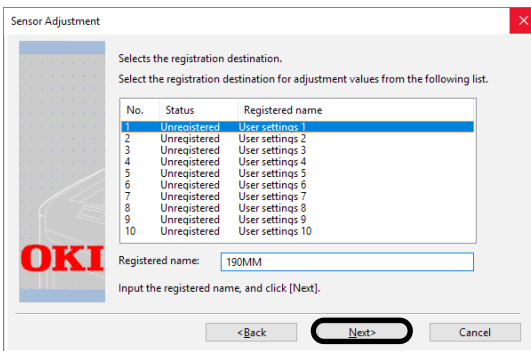 Sensor Adjustment
Selects the registration destination.
Select the registration destination for adjustment values from the following list.
No. Status Registered name
1 Unregistered User settings 1
2 Unregistered User settings 2
3 Unregistered User settings 3
4 Unregistered User settings 4
5 Unregistered User settings 5
6 Unregistered User settings 6
7 Unregistered User settings 7
8 Unregistered User settings 8
9 Unregistered User settings 9
10 Unregistered User settings 10
OKI
Registered name: 190MM
Input the registered name, and click [Next].
<Back Next> Cancel